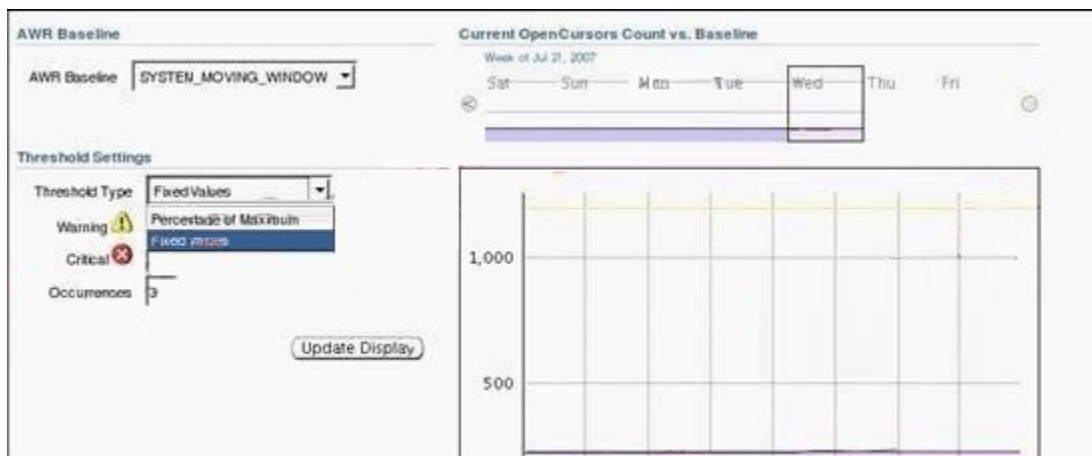 AWR Baseline
AWR Baseline SYSTEM_MOVING_WINDOW
Threshold Settings
Threshold Type Fixed Values
Percentage of Maximum
Fixed Values
Warning
Critical
Occurrences 3
Update Display
Current OpenCursors Count vs. Baseline
Week of Jul 21, 2007
Sat Sun Mon Tue Wed Thu Fri
1,000
500